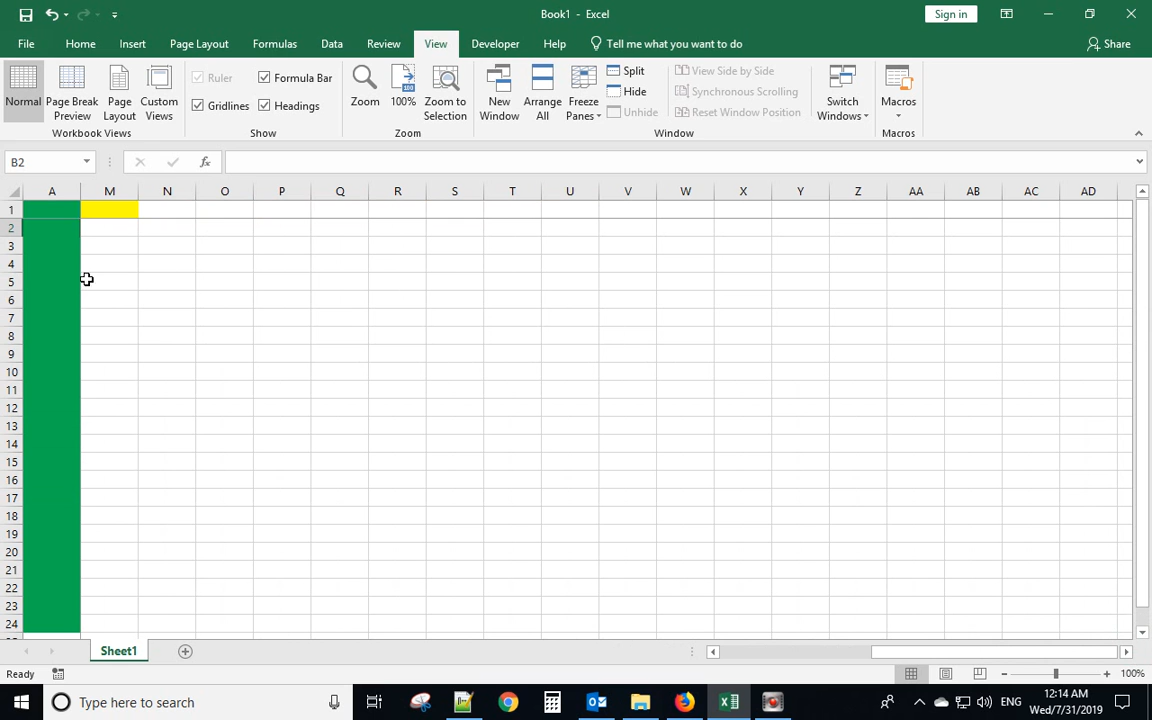 Book1 - Excel
Sign in
File Home Insert Page Layout Formulas Data Review View Developer Help Tell me what you want to do Share
Normal
Page Break Preview
Page Layout
Custom Views
Workbook Views
Ruler
Formula Bar
Gridlines
Headings
Show
Zoom
100
100%
Zoom to Selection
Zoom
New Window
Arrange All
Freeze Panes
Split
Hide
Unhide
View Side by Side
Synchronous Scrolling
Reset Window Position
Window
Switch Windows
Macros
Macros
B2
fx
A M N O P Q R S T U V W X Y Z AA AB AC AD
1
2
3
4
5
6
7
8
9
10
11
12
13
14
15
16
17
18
19
20
21
22
23
24
Sheet1
Ready
100%
Type here to search
ENG
12:14 AM
Wed/7/31/2019